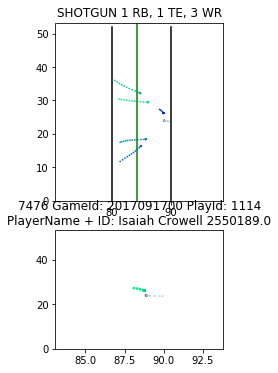 SHOTGUN 1 RB, 1 TE, 3 WR
50
40
30
20
10
0
80 90
7476 GameId: 2017091700 PlayId: 1114
PlayerName + ID: Isaiah Crowell 2550189.0
40
20
0
85.0 87.5 90.0 92.5